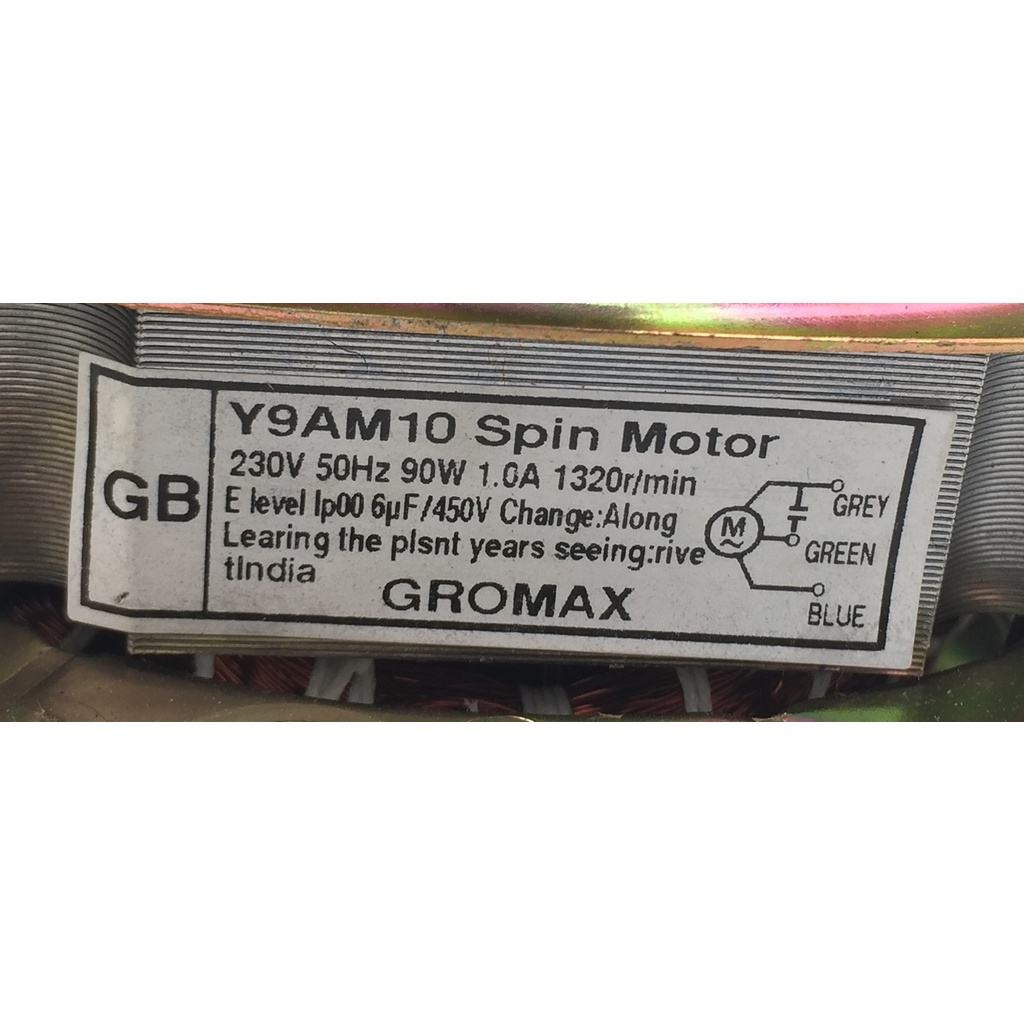 GB
Y9AM10 Spin Motor
230V 50Hz 90W 1.0A 1320r/min
E level Ip00 6µF/450V Change:Along
Learing the plsnt years seeing:rive
tIndia
GROMAX
M
GREY
GREEN
BLUE